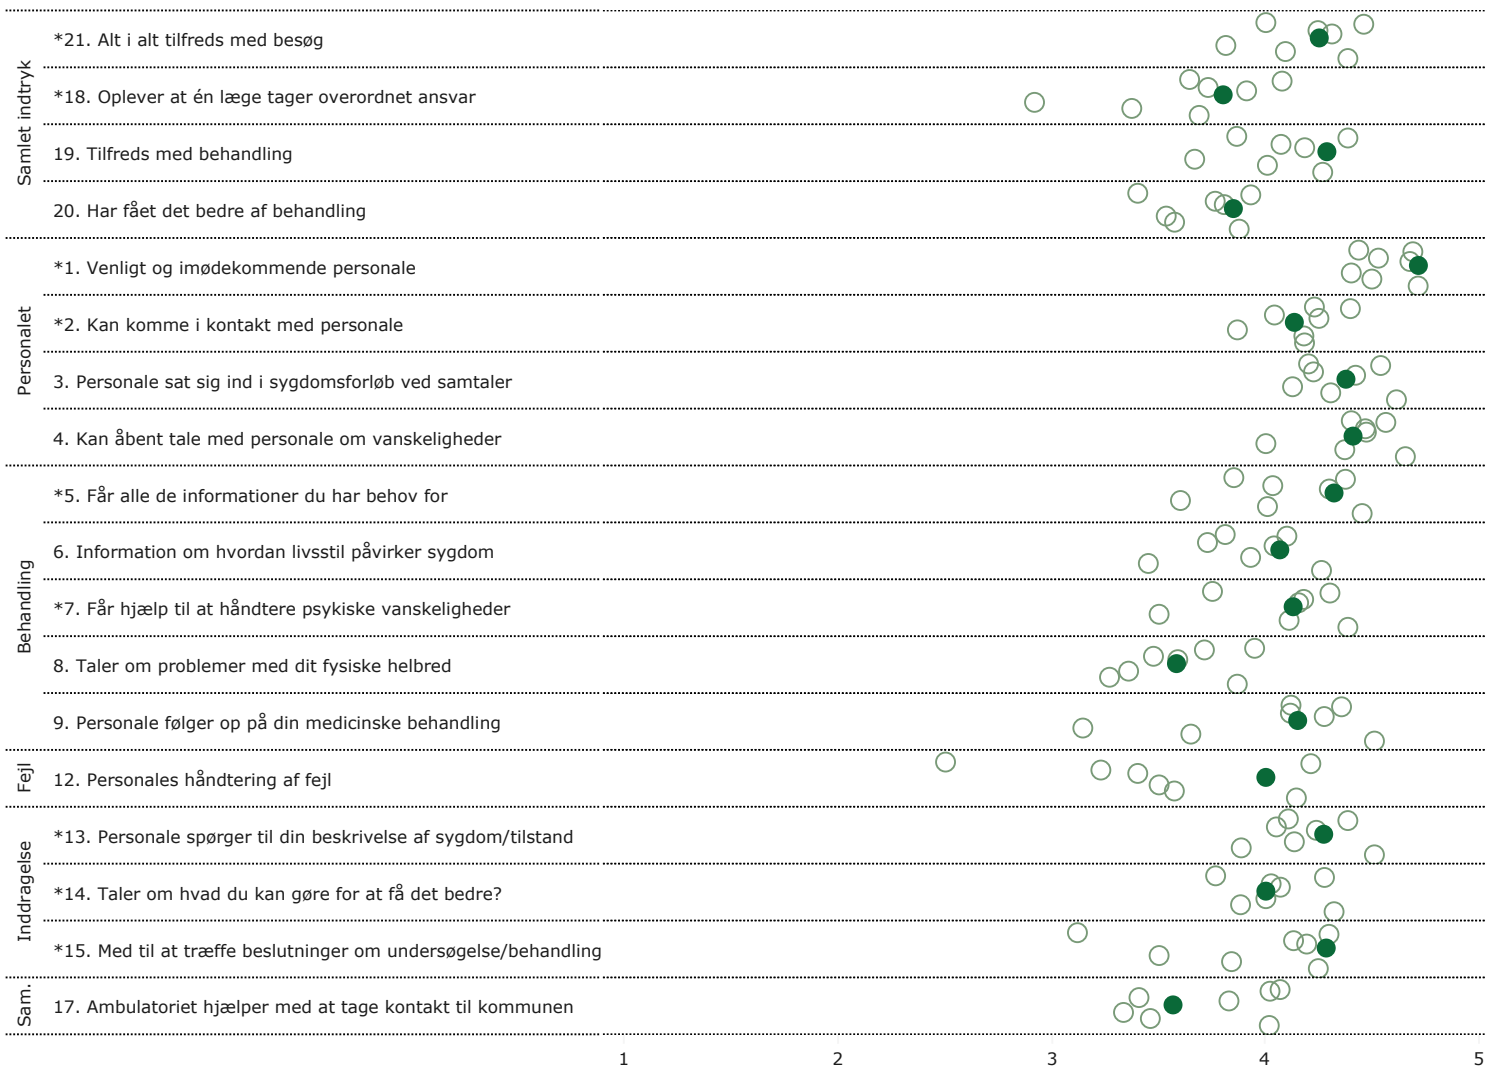 Samlet indtryk
*21. Alt i alt tilfreds med besøg
*18. Oplever at én læge tager overordnet ansvar
19. Tilfreds med behandling
20. Har fået det bedre af behandling
Personalet
*1. Venligt og imødekommende personale
*2. Kan komme i kontakt med personale
3. Personale sat sig ind i sygdomsforløb ved samtaler
4. Kan åbent tale med personale om vanskeligheder
Behandling
*5. Får alle de informationer du har behov for
6. Information om hvordan livsstil påvirker sygdom
*7. Får hjælp til at håndtere psykiske vanskeligheder
8. Taler om problemer med dit fysiske helbred
9. Personale følger op på din medicinske behandling
Fejl
12. Personales håndtering af fejl
Inddragelse
*13. Personale spørger til din beskrivelse af sygdom/tilstand
*14. Taler om hvad du kan gøre for at få det bedre?
*15. Med til at træffe beslutninger om undersøgelse/behandling
Sam.
17. Ambulatoriet hjælper med at tage kontakt til kommunen
1 2 3 4 5